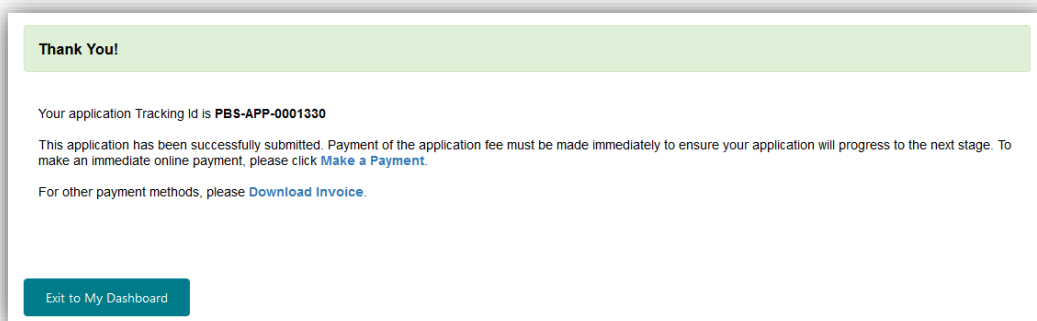 Thank You!
Your application Tracking Id is PBS-APP-0001330
This application has been successfully submitted. Payment of the application fee must be made immediately to ensure your application will progress to the next stage. To
make an immediate online payment, please click Make a Payment.
For other payment methods, please Download Invoice.
Exit to My Dashboard